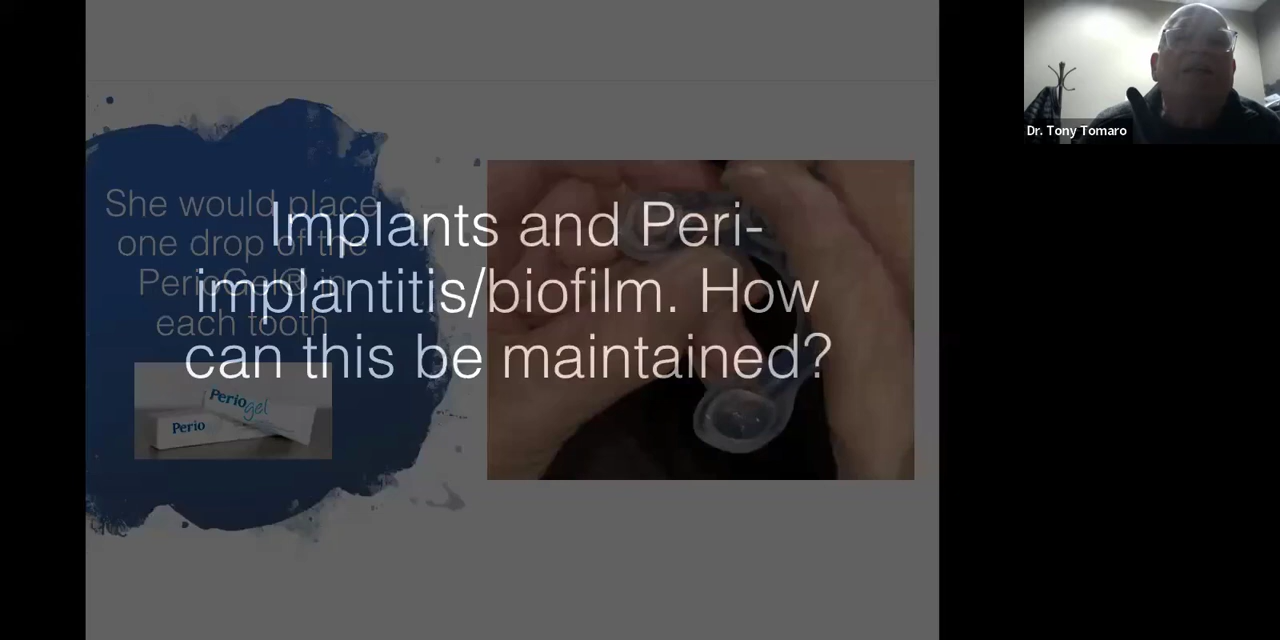 She would place
one drop of the
PerioGel® in
each tooth
Implants and Peri-
implantitis/biofilm. How
can this be maintained?
Periogel
Perio
Dr. Tony Tomaro